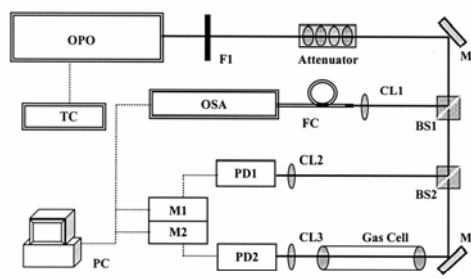 OPO
F1
Attenuator
M
TC
OSA
FC
CL1
BS1
PD1
CL2
BS2
M1
M2
PC
PD2
CL3
Gas Cell
M